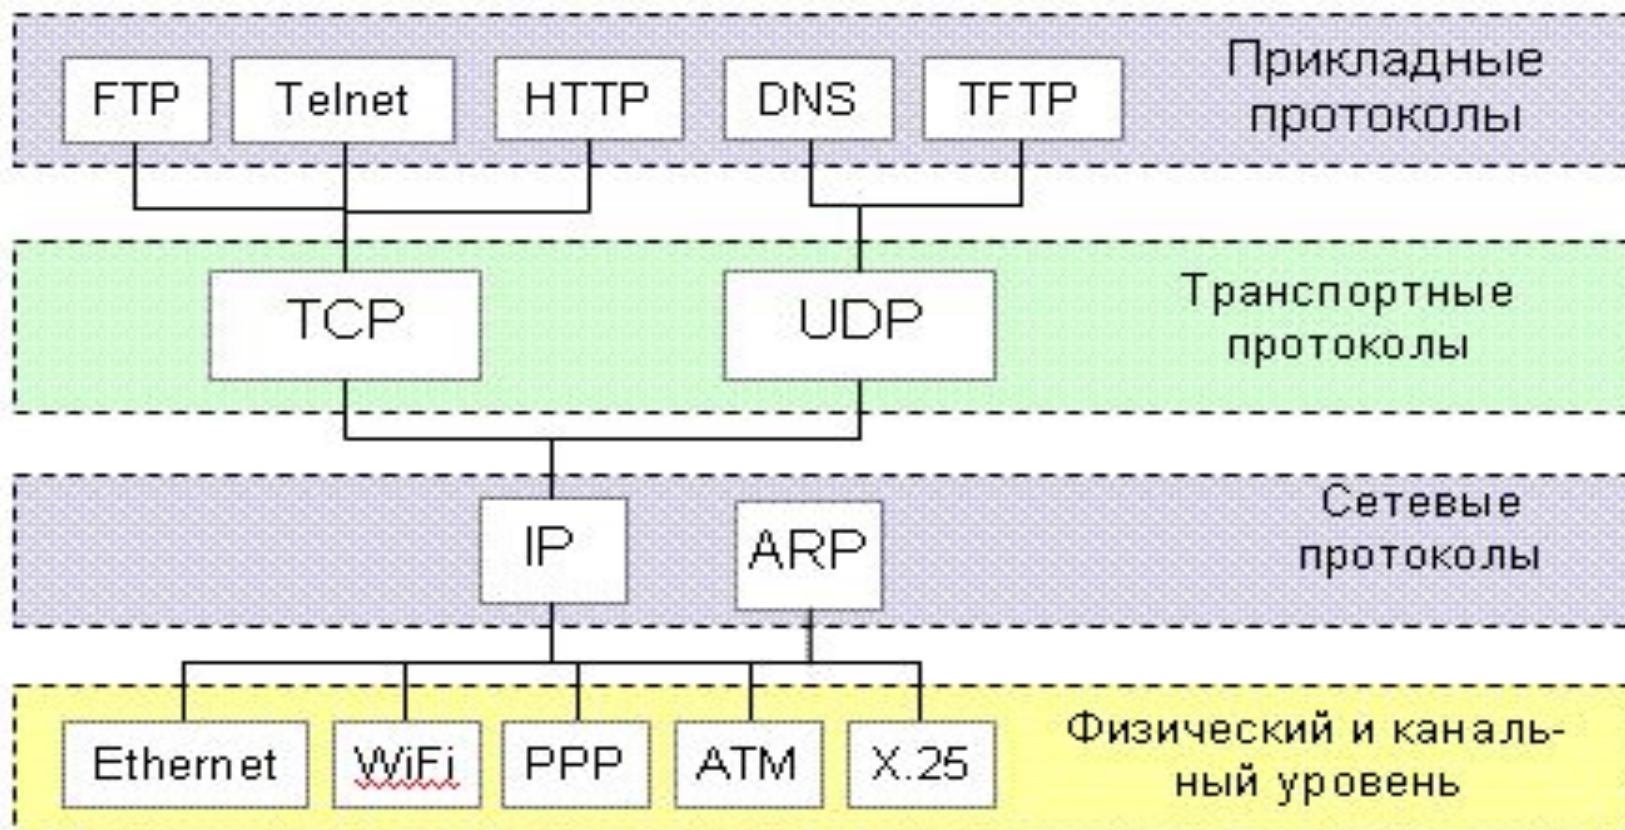 FTP Telnet HTTP DNS TFTP
Прикладные
протоколы
TCP UDP
Транспортные
протоколы
IP ARP
Сетевые
протоколы
Ethernet WiFi PPP ATM X.25
Физический и каналь-
ный уровень